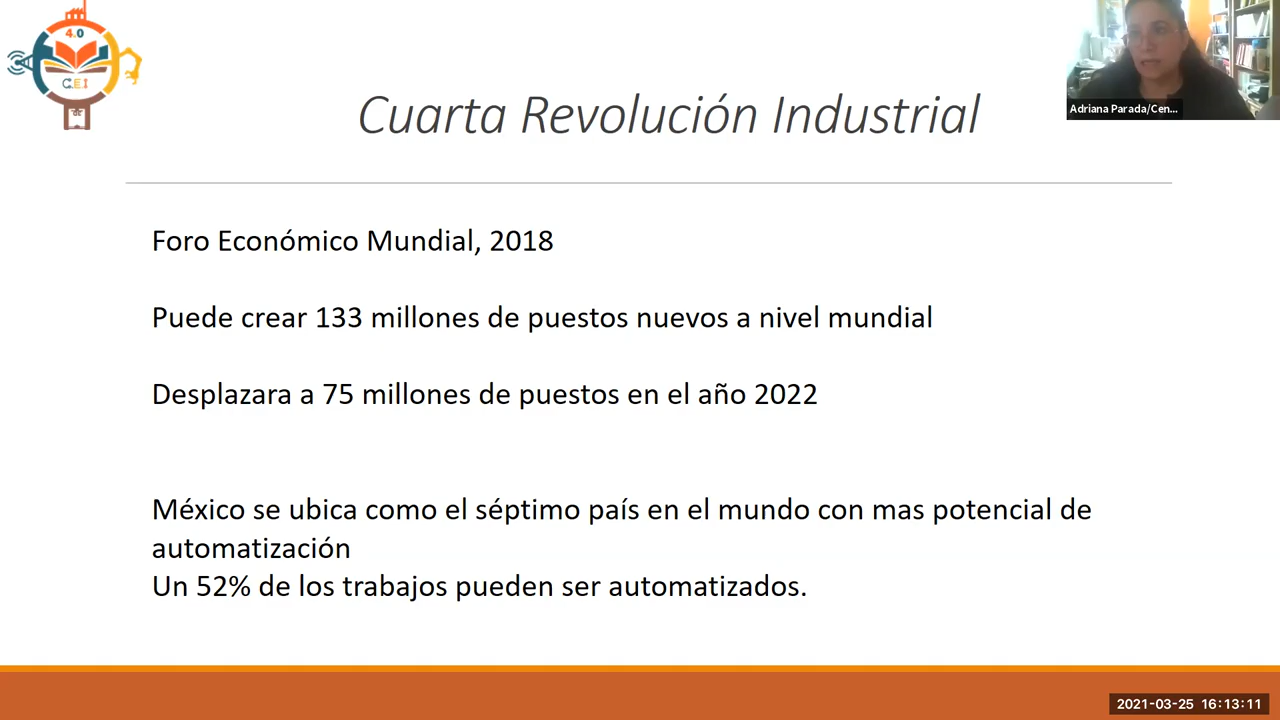 4.0
C.E.I
Cuarta Revolución Industrial
Adriana Parada/Cen...
Foro Económico Mundial, 2018
Puede crear 133 millones de puestos nuevos a nivel mundial
Desplazara a 75 millones de puestos en el año 2022
México se ubica como el séptimo país en el mundo con mas potencial de
automatización
Un 52% de los trabajos pueden ser automatizados.
2021-03-25 16:13:11